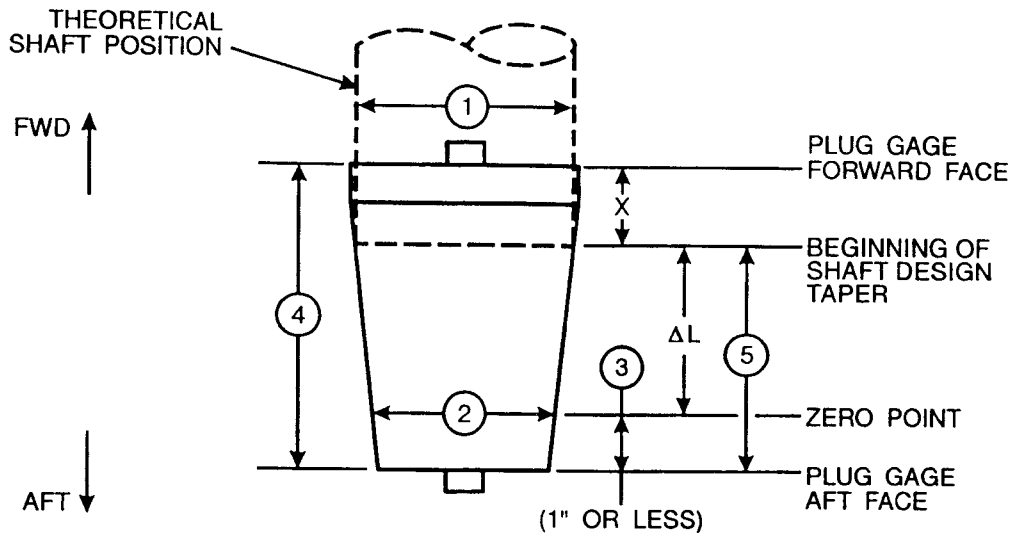 THEORETICAL
SHAFT POSITION
1
FWD
PLUG GAGE
FORWARD FACE
X
BEGINNING OF
SHAFT DESIGN
TAPER
4
ΔL
3
5
2
ZERO POINT
AFT
PLUG GAGE
AFT FACE
(1" OR LESS)